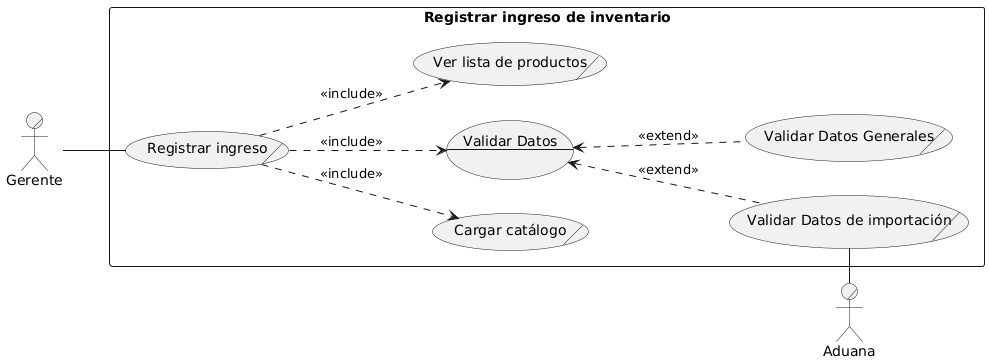 Registrar ingreso de inventario
Ver lista de productos
«include»
Registrar ingreso
«include»
Validar Datos
«extend»
Validar Datos Generales
Gerente
«include»
«extend»
Validar Datos de importación
Cargar catálogo
Aduana